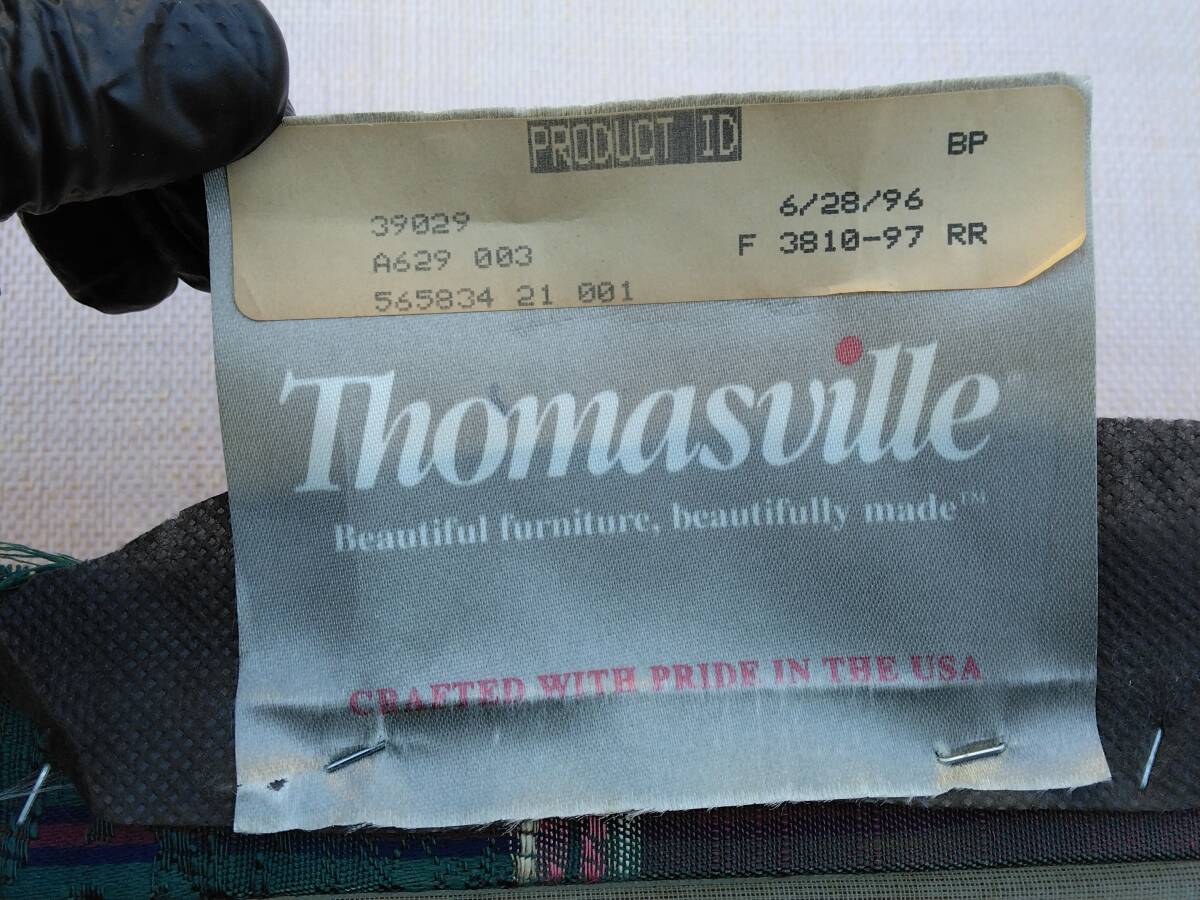 PRODUCT ID
BP
39029
6/28/96
A629 003
F 3810-97 RR
565834 21 001
Thomasville®
Beautiful furniture, beautifully made™
CRAFTED WITH PRIDE IN THE USA